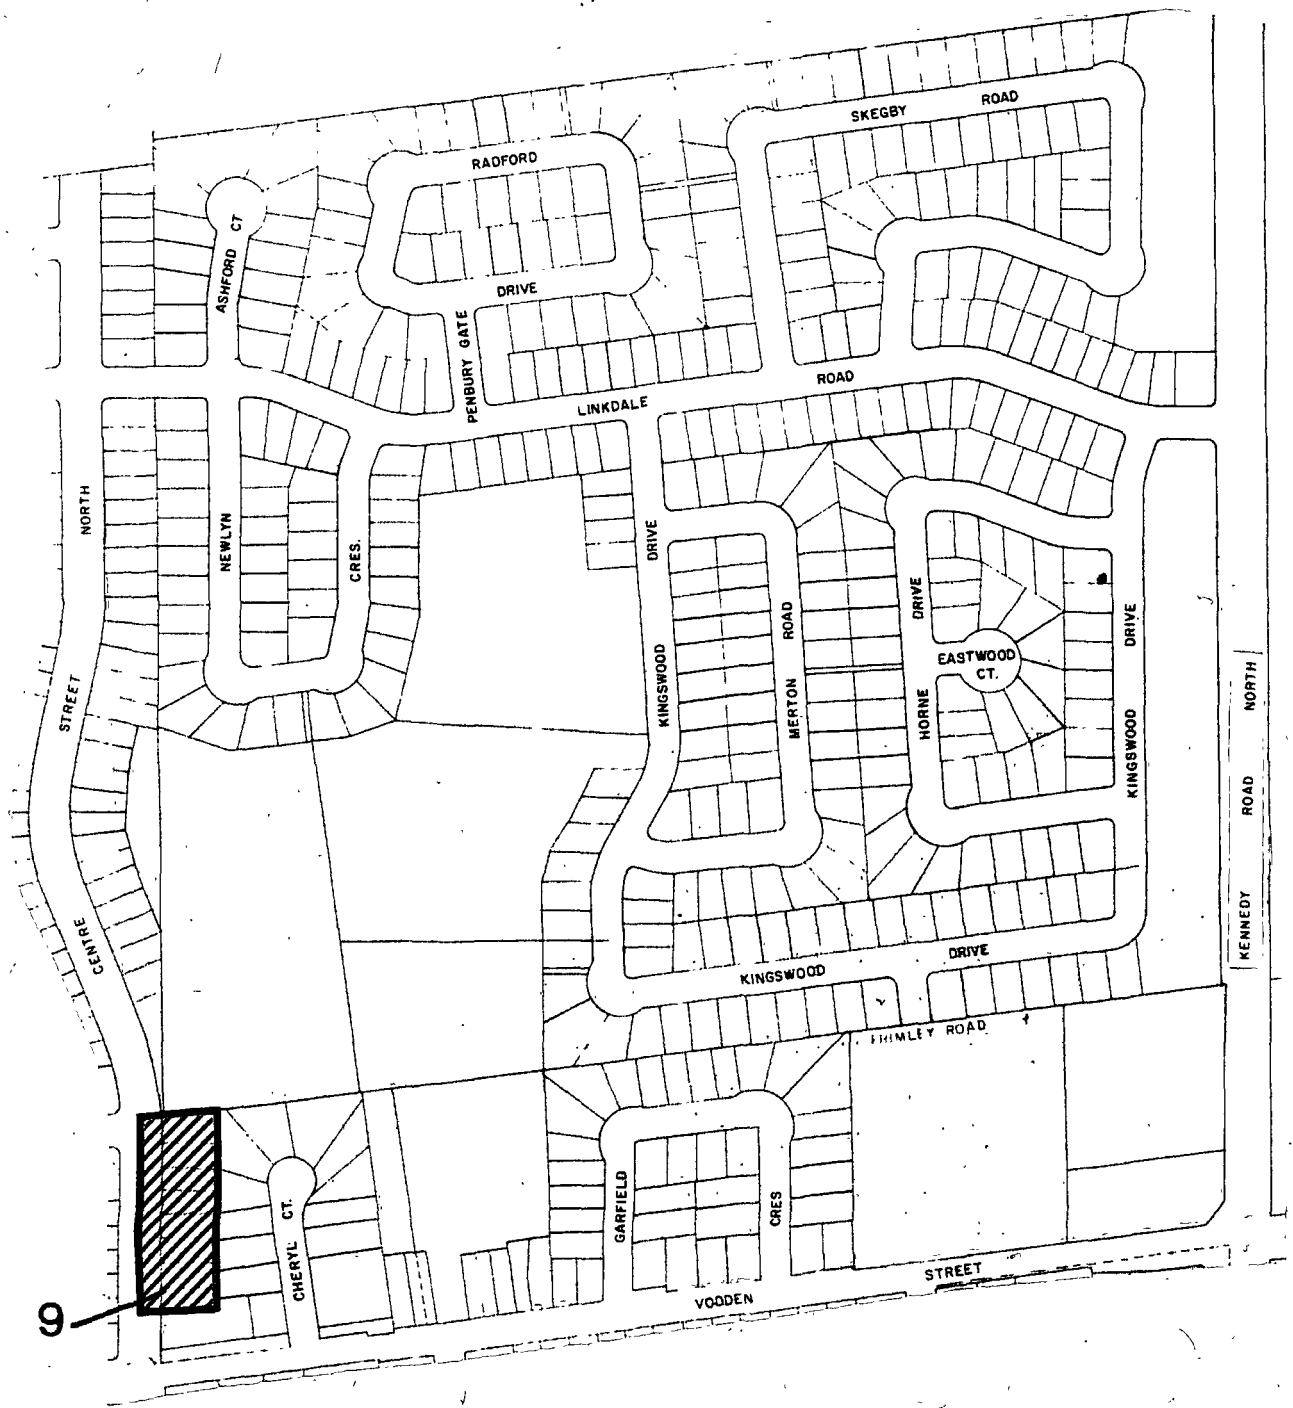 SKEGBY ROAD
RADFORD
ASHFORD CT
DRIVE
PENBURY GATE
ROAD
LINKDALE
NORTH
NEWLYN
CRES.
DRIVE
ROAD
DRIVE
DRIVE
EASTWOOD
CT.
KINGSWOOD
MERTON
HORNE
KINGSWOOD
STREET
NORTH
ROAD
KENNEDY
CENTRE
KINGSWOOD
DRIVE
FRIMLEY ROAD
CHERYL CT.
GARFIELD
CRES
STREET
VODDEN
9